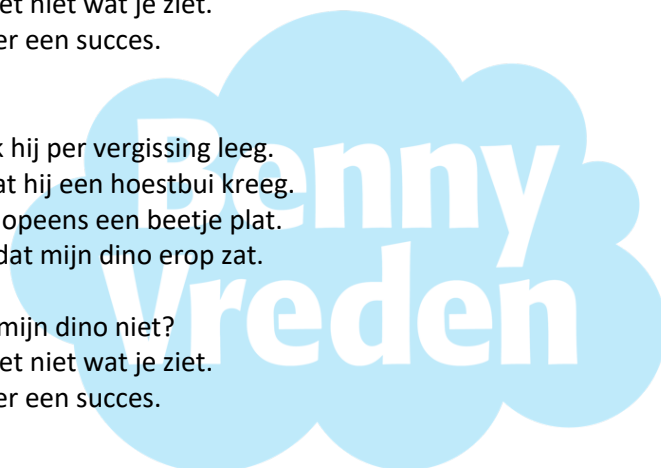 et niet wat je ziet.
er een succes.
k hij per vergissing leeg.
at hij een hoestbui kreeg.
opeens een beetje plat.
dat mijn dino erop zat.
mijn dino niet?
et niet wat je ziet.
er een succes.
Benny
Vreden